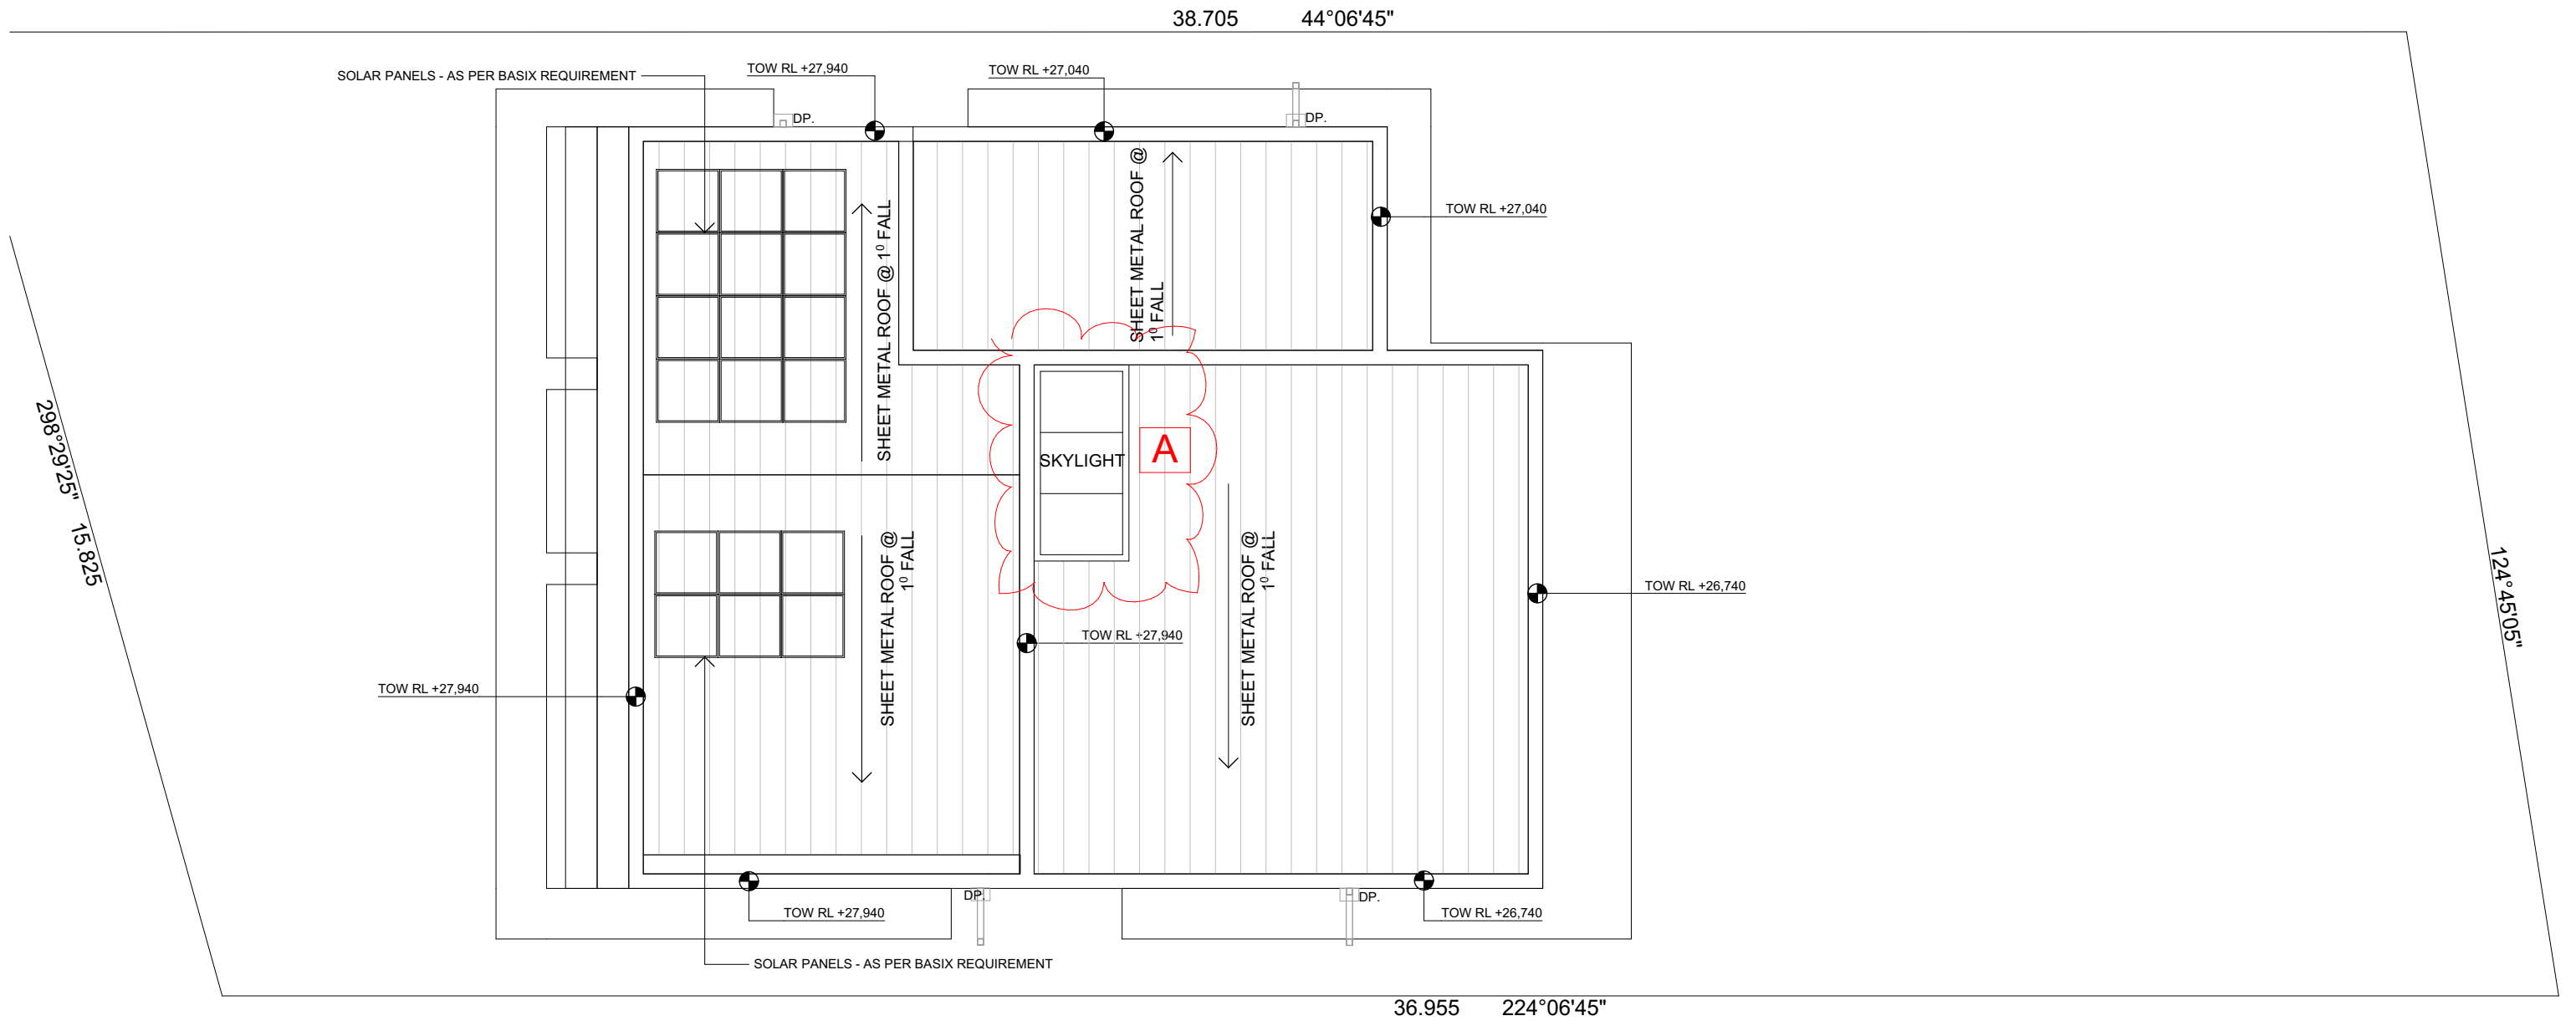 38.705 44°06'45"
SOLAR PANELS - AS PER BASIX REQUIREMENT
TOW RL +27,940
TOW RL +27,040
DP.
DP.
SHEET METAL ROOF @ 1⁰ FALL
SHEET METAL ROOF @
1⁰ FALL
TOW RL +27,040
298°29'25" 15.825
SKYLIGHT
A
SHEET METAL ROOF @
1⁰ FALL
SHEET METAL ROOF @
1⁰ FALL
TOW RL +26,740
124°45'05"
TOW RL +27,940
TOW RL +27,940
DP.
DP.
TOW RL +27,940
TOW RL +26,740
SOLAR PANELS - AS PER BASIX REQUIREMENT
36.955 224°06'45"